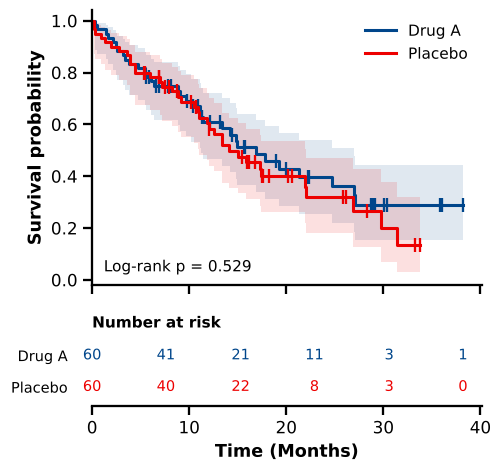 Survival probability
1.0
0.8
0.6
0.4
0.2
0.0
Drug A
Placebo
Log-rank p = 0.529
Number at risk
Drug A 60 41 21 11 3 1
Placebo 60 40 22 8 3 0
0 10 20 30 40
Time (Months)